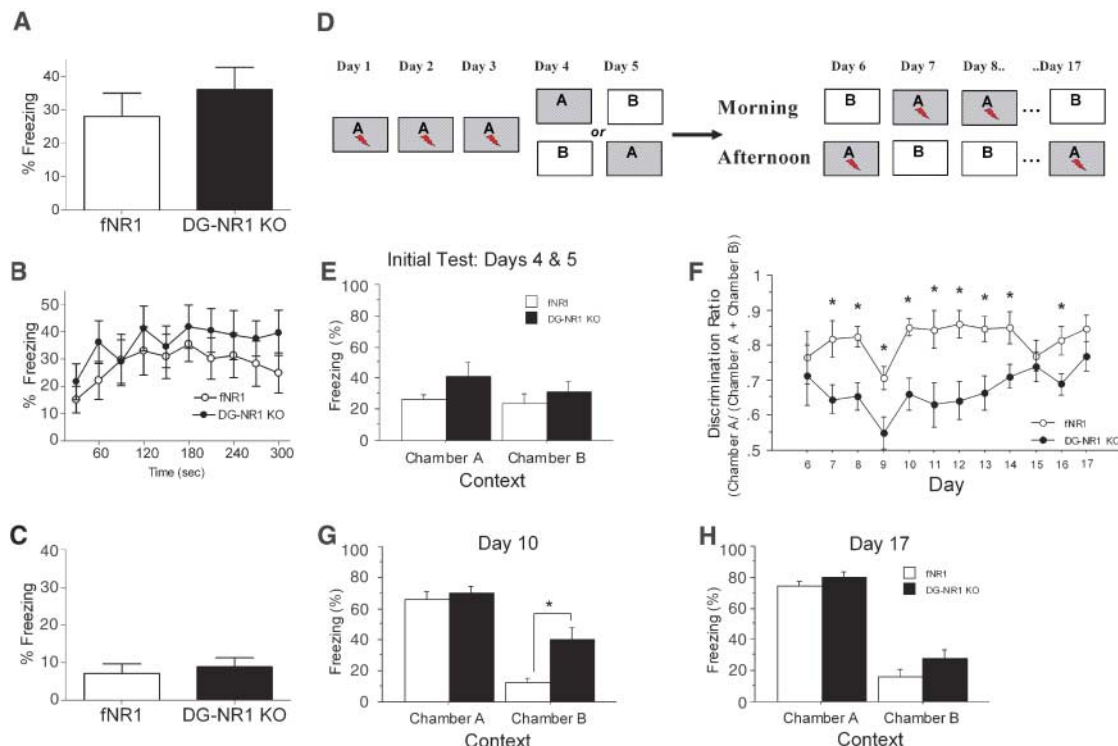 A
% Freezing
40
30
20
10
0
fNR1
DG-NR1 KO
B
% Freezing
50
40
30
20
10
0
fNR1
DG-NR1 KO
60 120 180 240 300
Time (sec)
C
% Freezing
40
30
20
10
0
fNR1
DG-NR1 KO
D
Day 1 Day 2 Day 3 Day 4 Day 5
A A A
A B
or
B A
Day 6 Day 7 Day 8.. ..Day 17
Morning
B A A ... B
Afternoon
A B B ... A
E
Initial Test: Days 4 & 5
Freezing (%)
100
80
60
40
20
0
fNR1
DG-NR1 KO
Chamber A Chamber B
Context
F
Discrimination Ratio
(Chamber A/ (Chamber A + Chamber B))
1
.9
.8
.7
.6
.5
* * * * * * * * *
fNR1
DG-NR1 KO
6 7 8 9 10 11 12 13 14 15 16 17
Day
G
Day 10
Freezing (%)
100
80
60
40
20
0
*
Chamber A Chamber B
Context
H
Day 17
Freezing (%)
100
80
60
40
20
0
fNR1
DG-NR1 KO
Chamber A Chamber B
Context